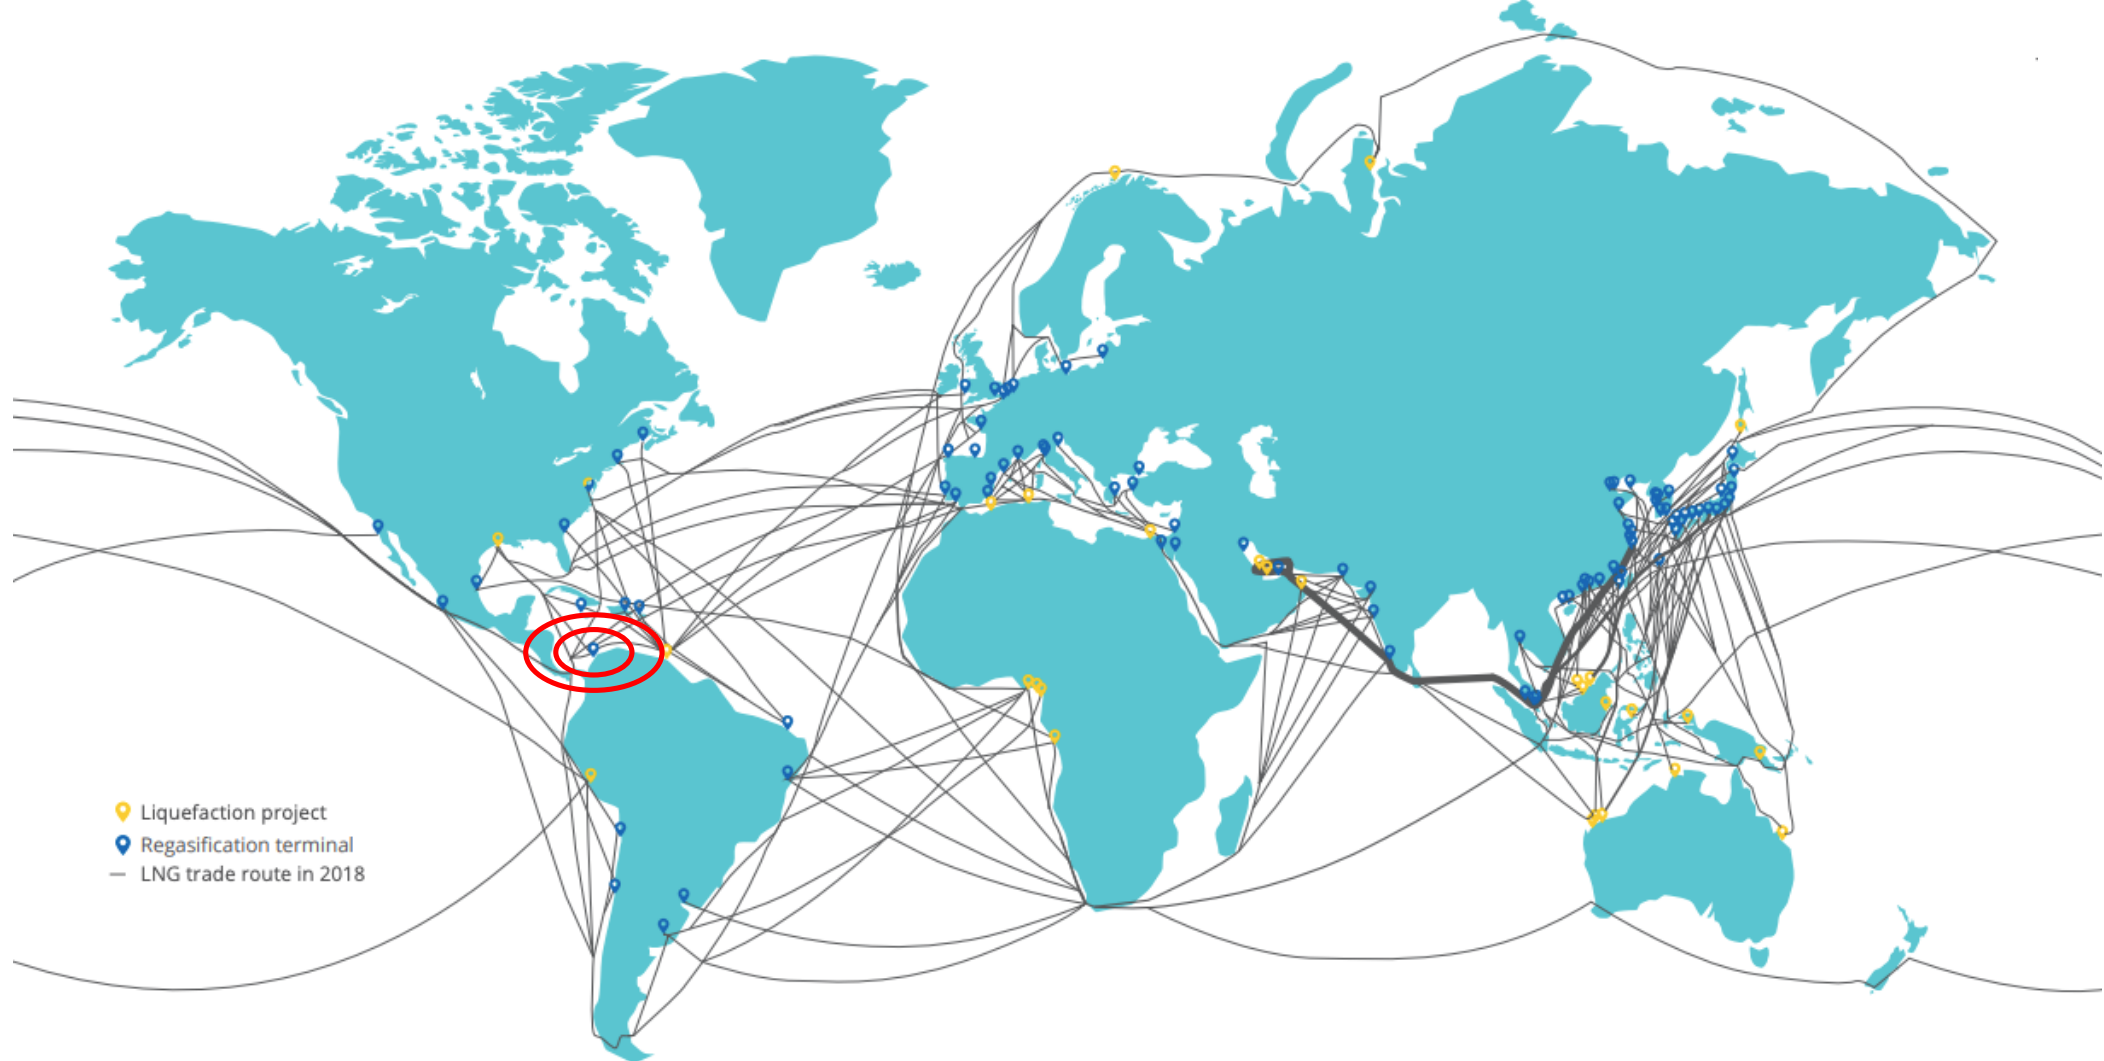 Liquefaction project
Regasification terminal
LNG trade route in 2018